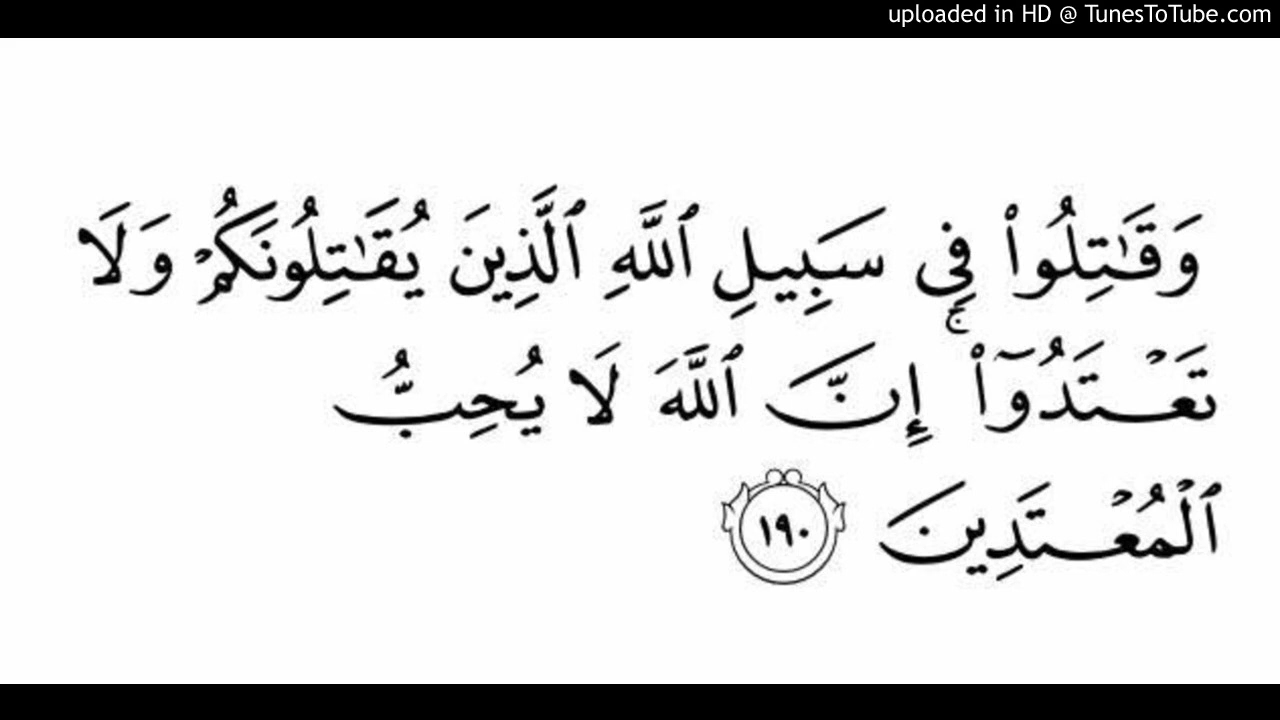 uploaded in HD @ TunesToTube.com
وَقَـٰتِلُوا۟ فِى سَبِيلِ ٱللَّهِ ٱلَّذِينَ يُقَـٰتِلُونَكُمْ وَلَا
تَعْتَدُوٓا۟ ۚ إِنَّ ٱللَّهَ لَا يُحِبُّ
ٱلْمُعْتَدِينَ ١٩٠